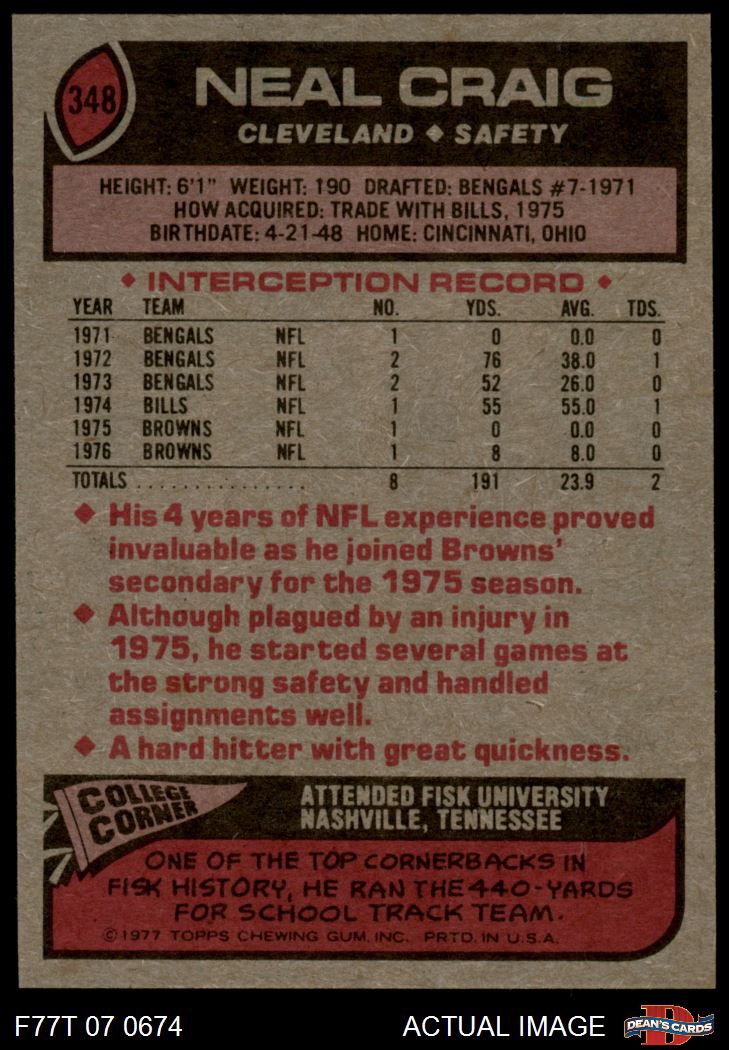 348
NEAL CRAIG
CLEVELAND ◆ SAFETY
HEIGHT: 6'1" WEIGHT: 190 DRAFTED: BENGALS #7-1971
HOW ACQUIRED: TRADE WITH BILLS, 1975
BIRTHDATE: 4-21-48 HOME: CINCINNATI, OHIO
◆ INTERCEPTION RECORD ◆
YEAR TEAM NO. YDS. AVG. TDS.
1971 BENGALS NFL 1 0 0.0 0
1972 BENGALS NFL 2 76 38.0 1
1973 BENGALS NFL 2 52 26.0 0
1974 BILLS NFL 1 55 55.0 1
1975 BROWNS NFL 1 0 0.0 0
1976 BROWNS NFL 1 8 8.0 0
TOTALS ................ 8 191 23.9 2
◆ His 4 years of NFL experience proved
invaluable as he joined Browns'
secondary for the 1975 season.
◆ Although plagued by an injury in
1975, he started several games at
the strong safety and handled
assignments well.
◆ A hard hitter with great quickness.
COLLEGE
CORNER
ATTENDED FISK UNIVERSITY
NASHVILLE, TENNESSEE
ONE OF THE TOP CORNERBACKS IN
FISK HISTORY, HE RAN THE 440-YARDS
FOR SCHOOL TRACK TEAM.
© 1977 TOPPS CHEWING GUM, INC. PRTD. IN U.S.A.
F77T 07 0674 ACTUAL IMAGE
D
DEAN'S CARDS